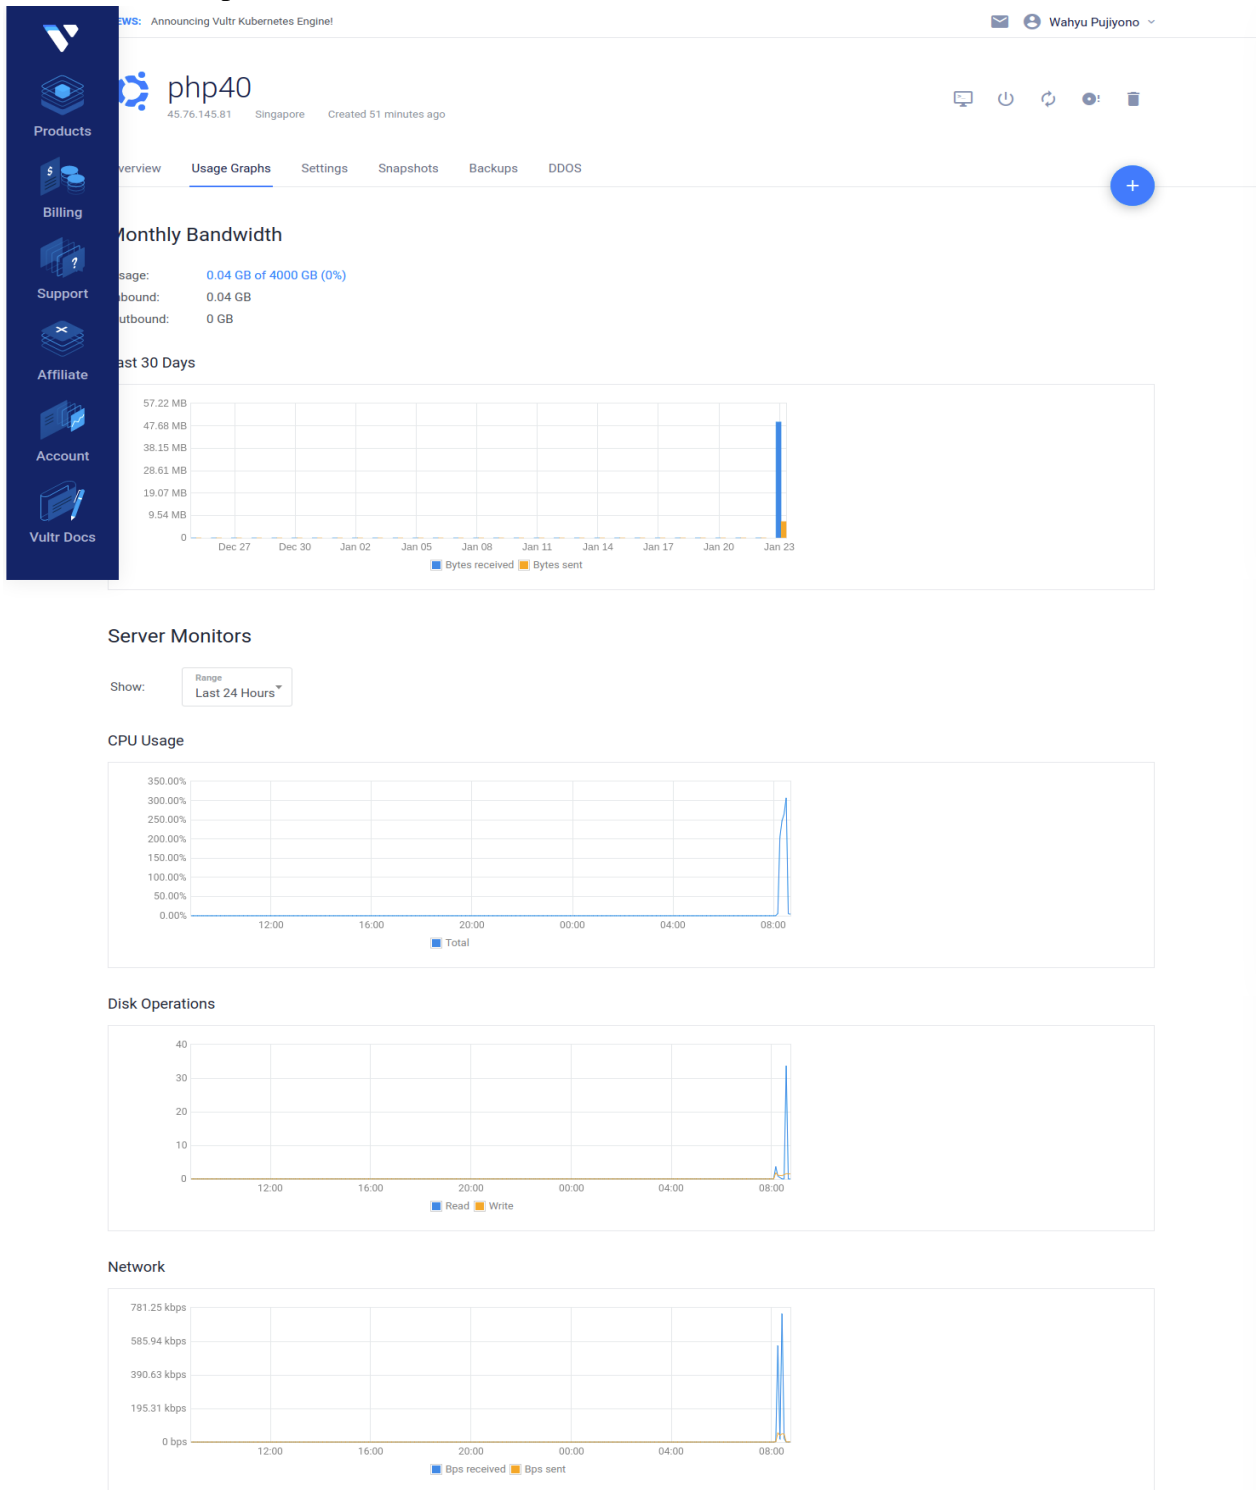 EWS: Announcing Vultr Kubernetes Engine!
Wahyu Pujiyono
php40
45.76.145.81 Singapore Created 51 minutes ago
Products
Billing
Support
Affiliate
Account
Vultr Docs
verview Usage Graphs Settings Snapshots Backups DDOS
+
Monthly Bandwidth
sage: 0.04 GB of 4000 GB (0%)
bound: 0.04 GB
utbound: 0 GB
ast 30 Days
57.22 MB
47.68 MB
38.15 MB
28.61 MB
19.07 MB
9.54 MB
0
Dec 27 Dec 30 Jan 02 Jan 05 Jan 08 Jan 11 Jan 14 Jan 17 Jan 20 Jan 23
Bytes received Bytes sent
Server Monitors
Show: Range
Last 24 Hours
CPU Usage
350.00%
300.00%
250.00%
200.00%
150.00%
100.00%
50.00%
0.00%
12:00 16:00 20:00 00:00 04:00 08:00
Total
Disk Operations
40
30
20
10
0
12:00 16:00 20:00 00:00 04:00 08:00
Read Write
Network
781.25 kbps
585.94 kbps
390.63 kbps
195.31 kbps
0 bps
12:00 16:00 20:00 00:00 04:00 08:00
Bps received Bps sent